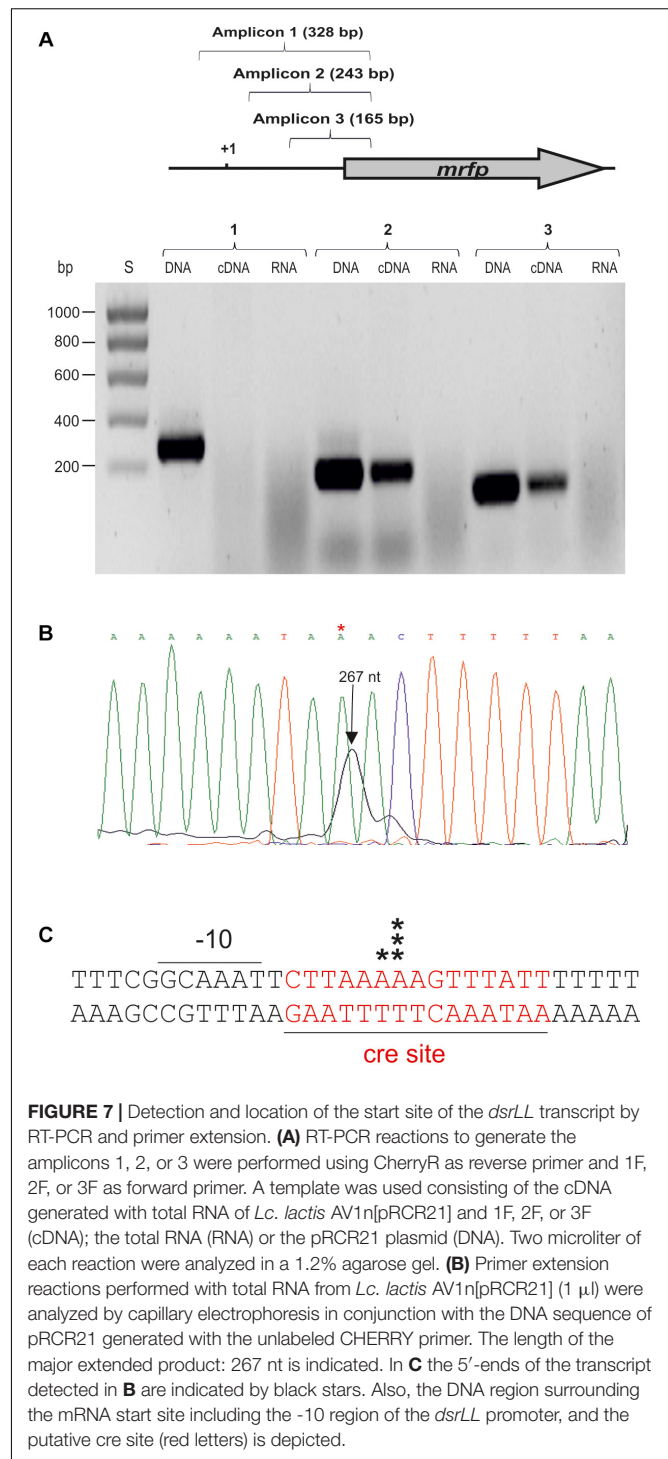 A
Amplicon 1 (328 bp)
Amplicon 2 (243 bp)
Amplicon 3 (165 bp)
+1
mrfp
1 2 3
bp S DNA cDNA RNA DNA cDNA RNA DNA cDNA RNA
1000
800
600
400
200
B
*
A A A A A A T A A A C T T T T T A A
267 nt
C
*
*
-10 **
TTTCGGCAAATTCTTAAAAAGTTTATTTTTTT
AAAGCCGTTTAAGAATTTTTCAAATAAAAAAA
cre site
FIGURE 7 | Detection and location of the start site of the dsrLL transcript by
RT-PCR and primer extension. (A) RT-PCR reactions to generate the
amplicons 1, 2, or 3 were performed using CherryR as reverse primer and 1F,
2F, or 3F as forward primer. A template was used consisting of the cDNA
generated with total RNA of Lc. lactis AV1n[pRCR21] and 1F, 2F, or 3F
(cDNA); the total RNA (RNA) or the pRCR21 plasmid (DNA). Two microliter of
each reaction were analyzed in a 1.2% agarose gel. (B) Primer extension
reactions performed with total RNA from Lc. lactis AV1n[pRCR21] (1 μl) were
analyzed by capillary electrophoresis in conjunction with the DNA sequence of
pRCR21 generated with the unlabeled CHERRY primer. The length of the
major extended product: 267 nt is indicated. In C the 5′-ends of the transcript
detected in B are indicated by black stars. Also, the DNA region surrounding
the mRNA start site including the -10 region of the dsrLL promoter, and the
putative cre site (red letters) is depicted.